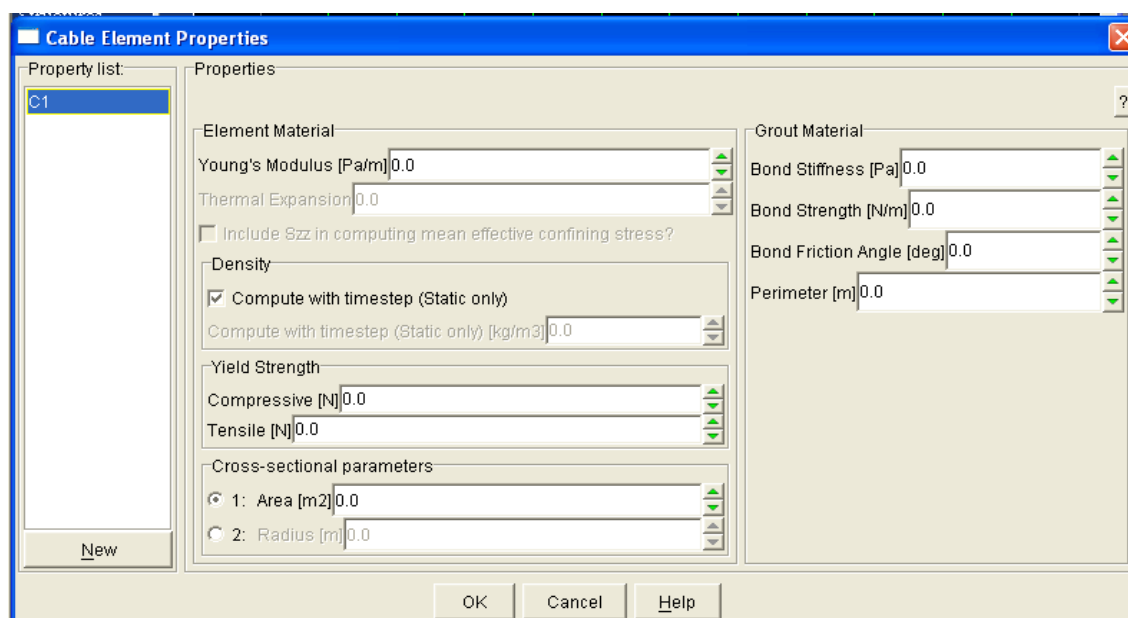 Cable Element Properties
Property list:
C1
New
Properties
?
Element Material
Young's Modulus [Pa/m] 0.0
Thermal Expansion 0.0
Include Szz in computing mean effective confining stress?
Density
Compute with timestep (Static only)
Compute with timestep (Static only) [kg/m3] 0.0
Yield Strength
Compressive [N] 0.0
Tensile [N] 0.0
Cross-sectional parameters
1: Area [m2] 0.0
2: Radius [m] 0.0
Grout Material
Bond Stiffness [Pa] 0.0
Bond Strength [N/m] 0.0
Bond Friction Angle [deg] 0.0
Perimeter [m] 0.0
OK Cancel Help